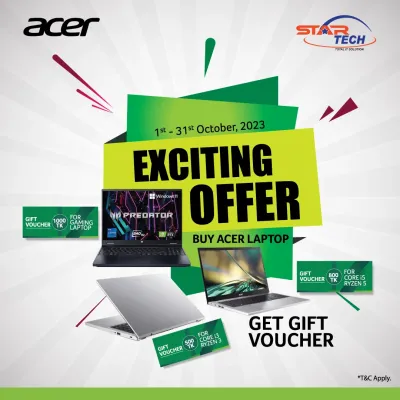 acer
STAR
TECH
1st - 31st October, 2023
EXCITING
OFFER
BUY ACER LAPTOP
GIFT
VOUCHER
1000
TK
FOR
GAMING
LAPTOP
Windows 11
PREDATOR
GIFT
VOUCHER
800
TK
FOR
CORE i5
RYZEN 5
GIFT
VOUCHER
500
TK
FOR
CORE i3
RYZEN 3
GET GIFT
VOUCHER
*T&C Apply.